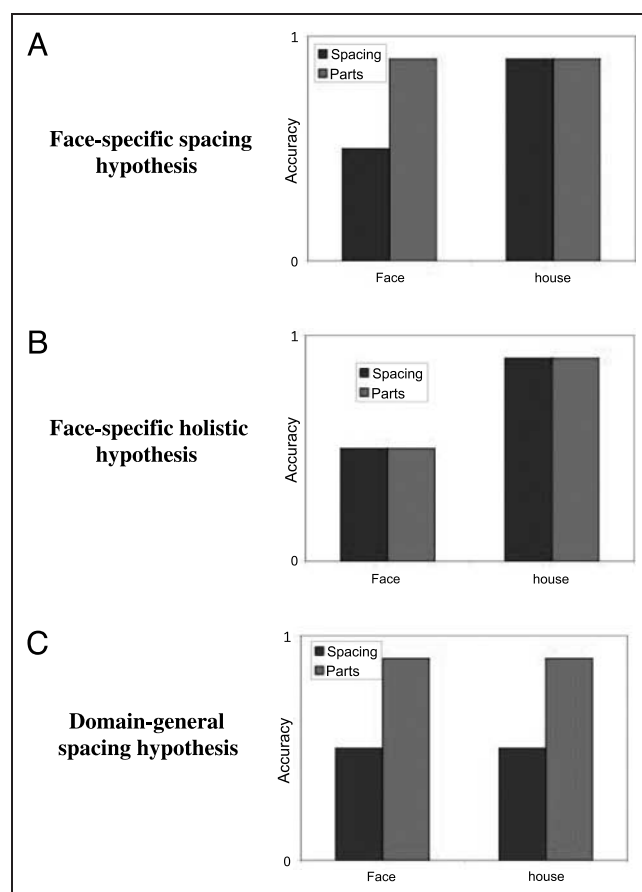 A
Face-specific spacing
hypothesis
1
Spacing
Parts
Accuracy
0
Face house
B
Face-specific holistic
hypothesis
1
Spacing
Parts
Accuracy
0
Face house
C
Domain-general
spacing hypothesis
1
Spacing
Parts
Accuracy
0
Face house